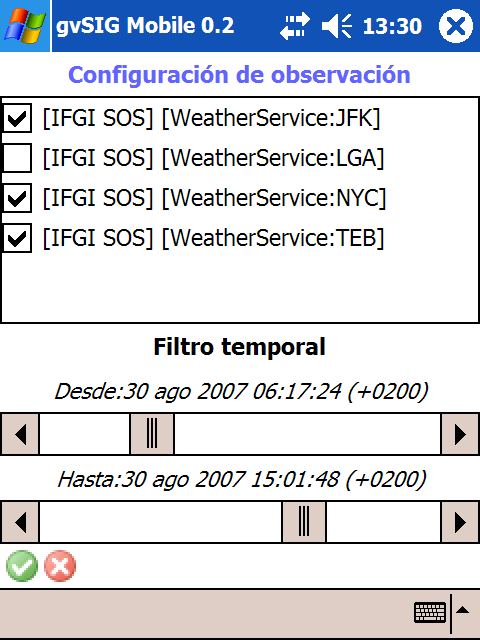 gvSIG Mobile 0.2 13:30
Configuración de observación
[IFGI SOS] [WeatherService:JFK]
[IFGI SOS] [WeatherService:LGA]
[IFGI SOS] [WeatherService:NYC]
[IFGI SOS] [WeatherService:TEB]
Filtro temporal
Desde:30 ago 2007 06:17:24 (+0200)
Hasta:30 ago 2007 15:01:48 (+0200)